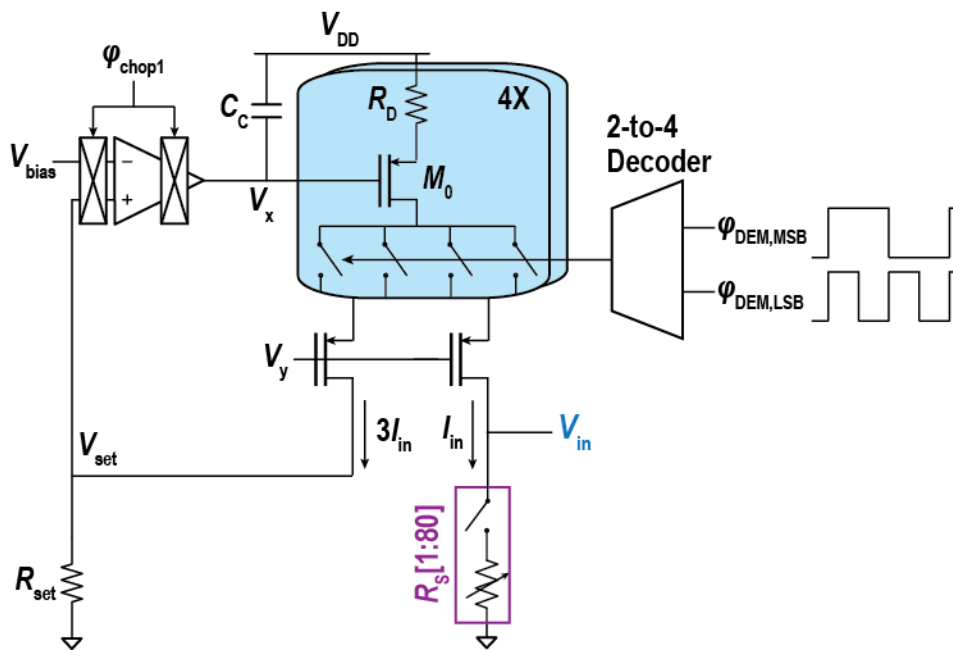 V_DD
φ_chop1
C_C
R_D
4X
2-to-4
Decoder
V_bias
−
+
V_x
M_0
φ_DEM,MSB
φ_DEM,LSB
V_y
3I_in
I_in
V_in
V_set
R_S[1:80]
R_set